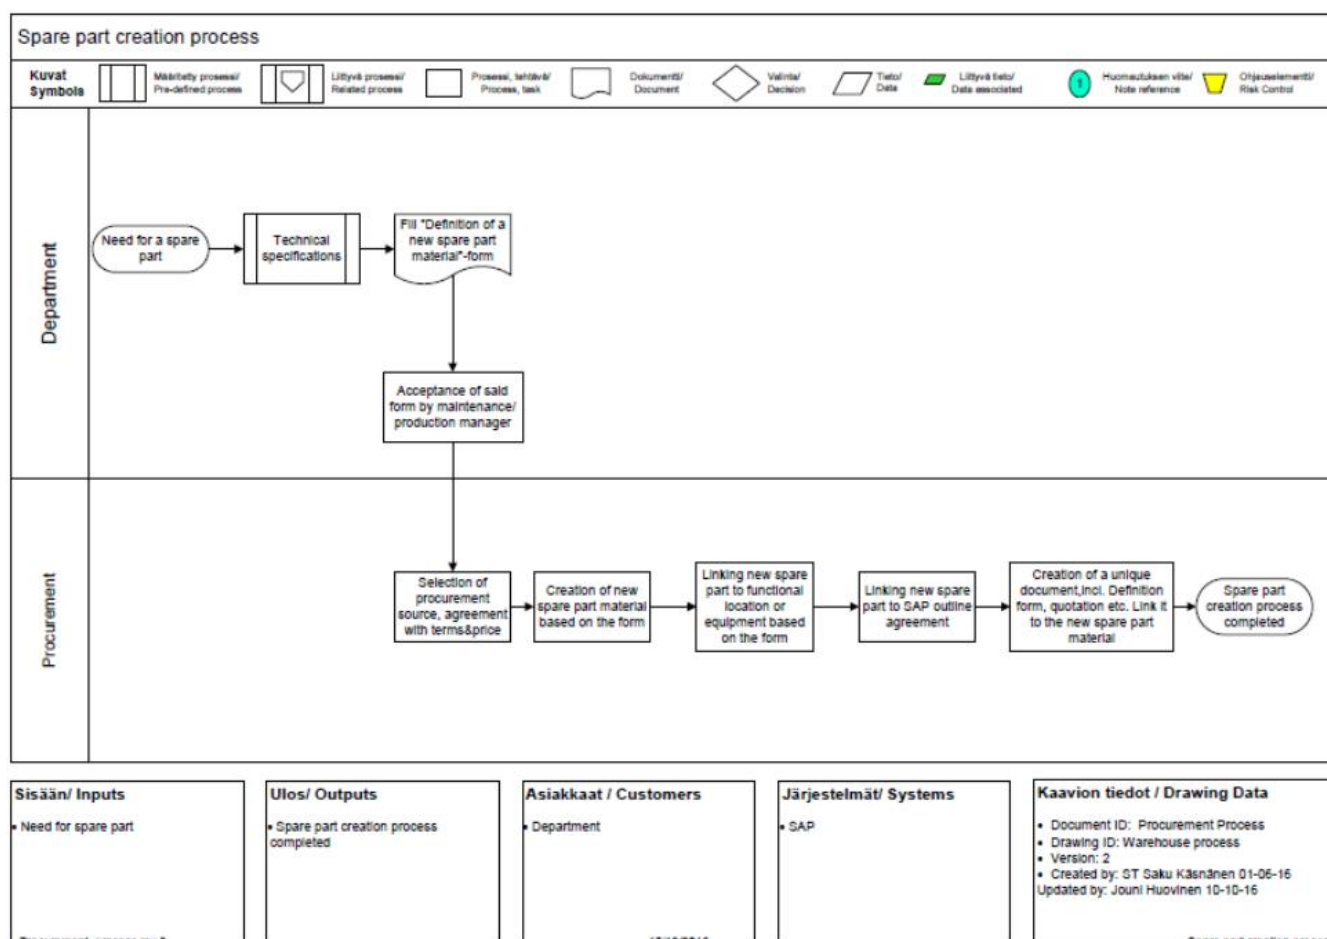 Spare part creation process
Kuvat
Symbols
Määritetty prosessi/
Pre-defined process
Liittyvä prosessi/
Related process
Prosessi, tehtävä/
Process, task
Dokumentti/
Document
Valinta/
Decision
Tieto/
Data
Liittyvä tieto/
Data associated
1
Huomautuksen viite/
Note reference
Ohjauselementti/
Risk Control
Department
Need for a spare
part
Technical
specifications
Fill "Definition of a
new spare part
material"-form
Acceptance of said
form by maintenance/
production manager
Procurement
Selection of
procurement
source, agreement
with terms&price
Creation of new
spare part material
based on the form
Linking new spare
part to functional
location or
equipment based
on the form
Linking new spare
part to SAP outline
agreement
Creation of a unique
document,incl. Definition
form, quotation etc. Link it
to the new spare part
material
Spare part
creation process
completed
Sisään/ Inputs
• Need for spare part
Ulos/ Outputs
• Spare part creation process
completed
Asiakkaat / Customers
• Department
Järjestelmät/ Systems
• SAP
Kaavion tiedot / Drawing Data
• Document ID: Procurement Process
• Drawing ID: Warehouse process
• Version: 2
• Created by: ST Saku Käsnänen 01-06-16
Updated by: Jouni Huovinen 10-10-16